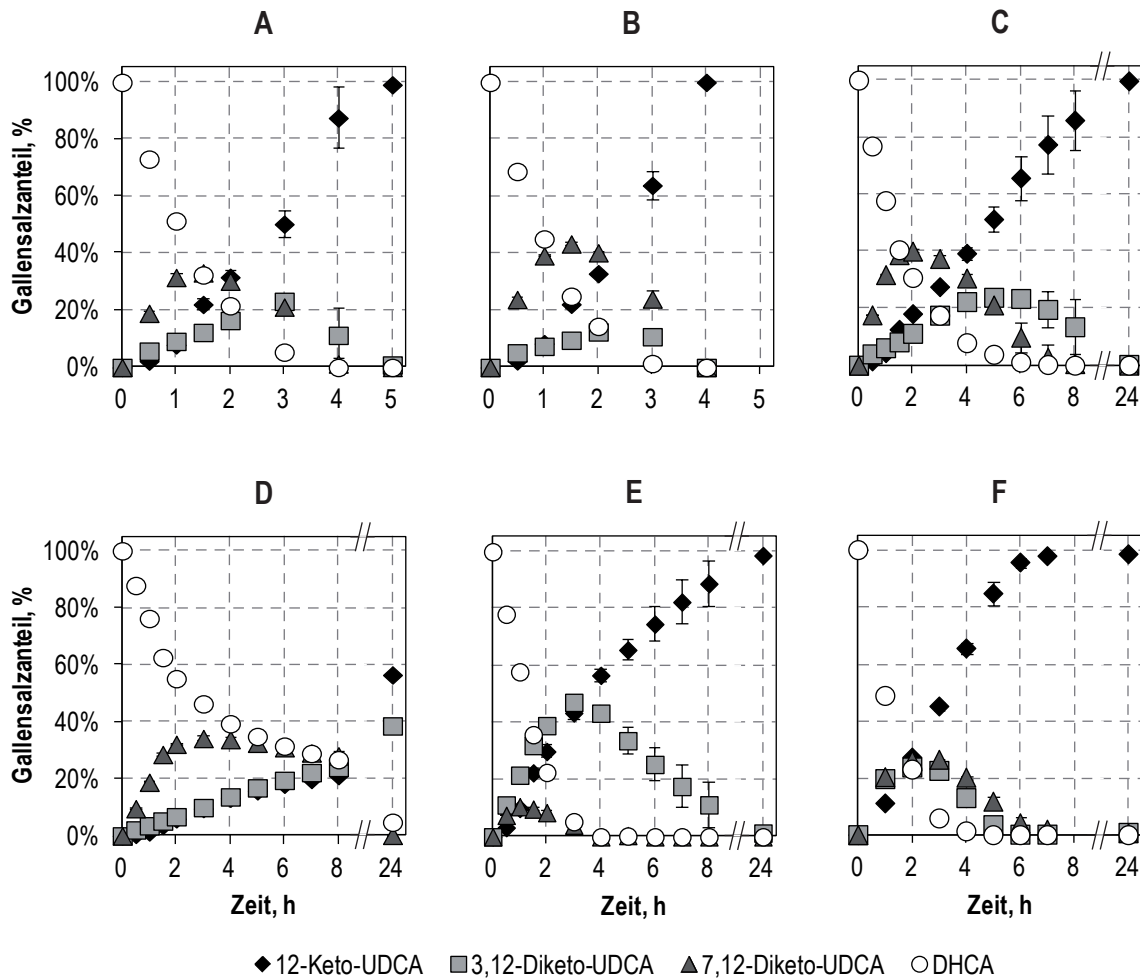 A B C
Gallensalzanteil, %
100%
80%
60%
40%
20%
0%
0 1 2 3 4 5
0 1 2 3 4 5
0 2 4 6 8 24
D E F
Gallensalzanteil, %
100%
80%
60%
40%
20%
0%
0 2 4 6 8 24
0 2 4 6 8 24
0 2 4 6 8 24
Zeit, h Zeit, h Zeit, h
12-Keto-UDCA 3,12-Diketo-UDCA 7,12-Diketo-UDCA DHCA